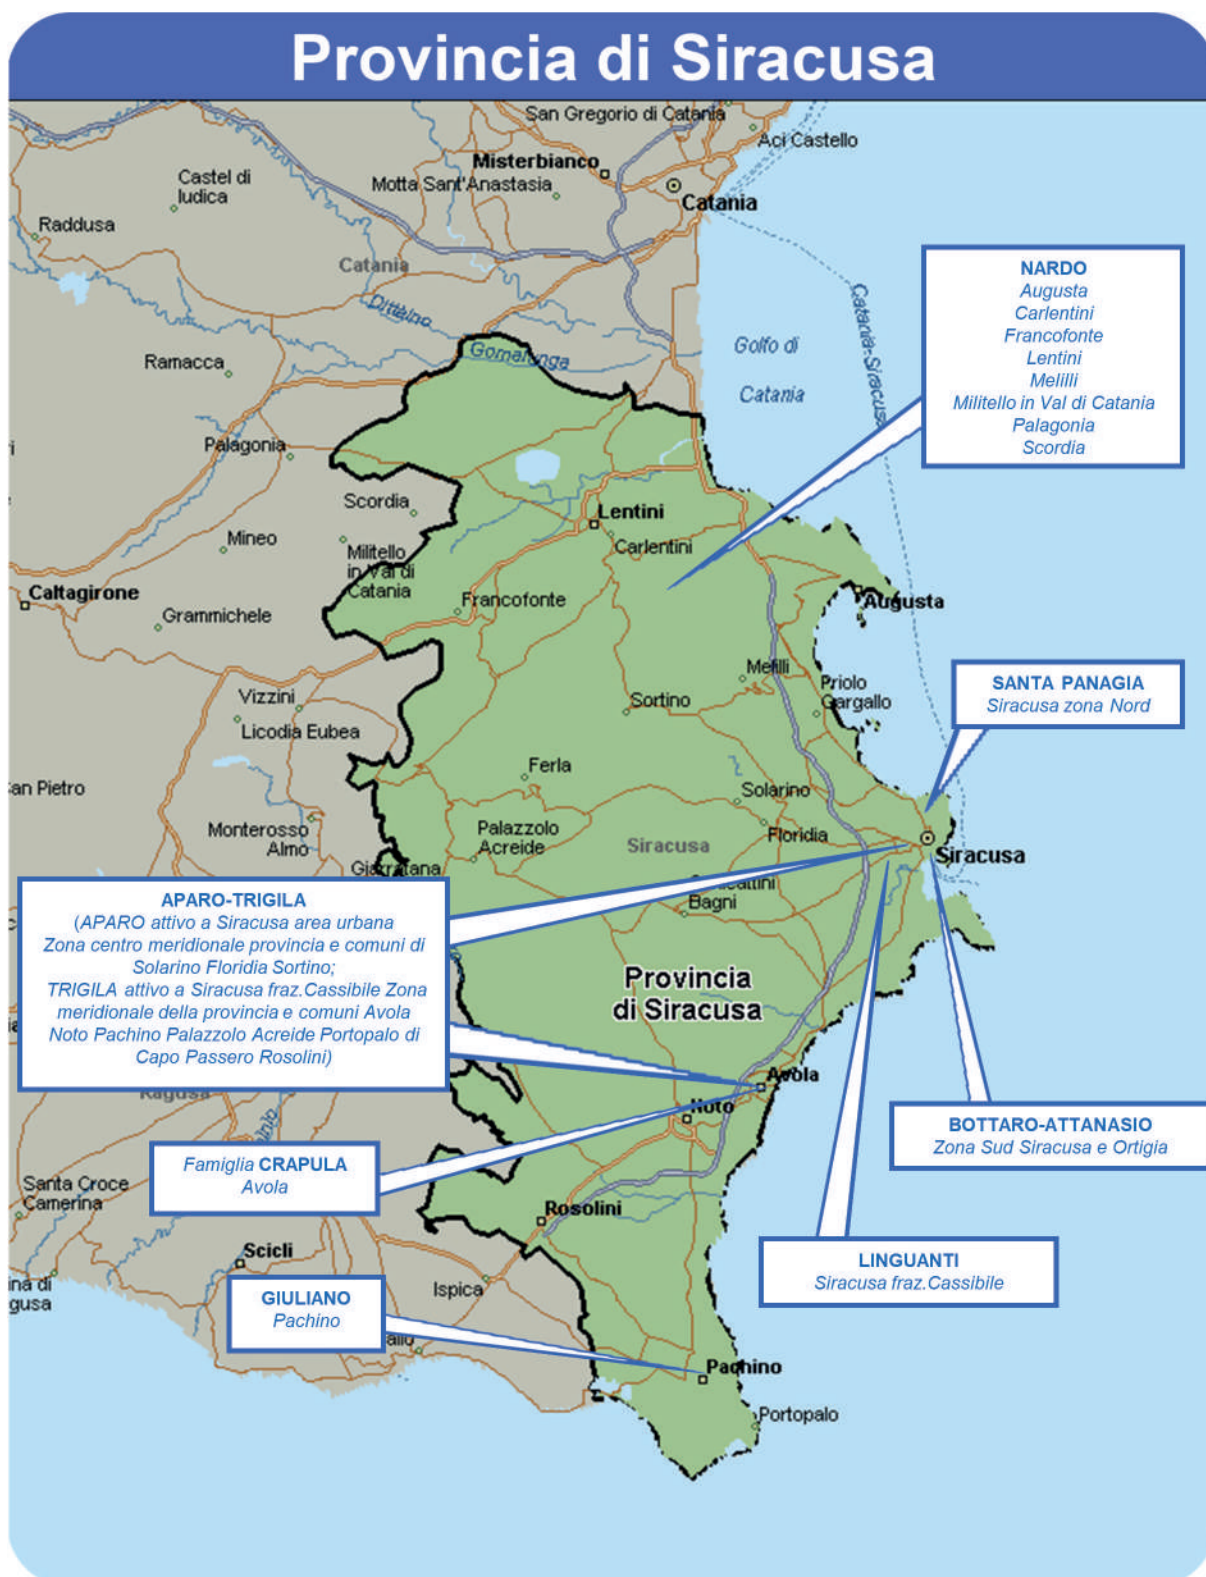 Provincia di Siracusa
San Gregorio di Catania
Aci Castello
Misterbianco
Motta Sant'Anastasia
Catania
Castel di
Iudica
Raddusa
Catania
Dittaino
Gornalunga
Golfo di
Catania
Catania-Siracusa
NARDO
Augusta
Carlentini
Francofonte
Lentini
Melilli
Militello in Val di Catania
Palagonia
Scordia
Ramacca
Palagonia
Scordia
Lentini
Carlentini
Mineo
Militello
in Val di
Catania
Caltagirone
Francofonte
Augusta
Grammichele
Melilli
Priolo
Gargallo
SANTA PANAGIA
Siracusa zona Nord
Vizzini
Licodia Eubea
Sortino
Ferla
an Pietro
Solarino
Monterosso
Almo
Palazzolo
Acreide
Floridia
Siracusa
Siracusa
Giarratana
Bagni
APARO-TRIGILA
(APARO attivo a Siracusa area urbana
Zona centro meridionale provincia e comuni di
Solarino Floridia Sortino;
TRIGILA attivo a Siracusa fraz.Cassibile Zona
meridionale della provincia e comuni Avola
Noto Pachino Palazzolo Acreide Portopalo di
Capo Passero Rosolini)
Provincia
di Siracusa
Avola
Noto
Ragusa
BOTTARO-ATTANASIO
Zona Sud Siracusa e Ortigia
Famiglia CRAPULA
Avola
Santa Croce
Camerina
Rosolini
Scicli
LINGUANTI
Siracusa fraz.Cassibile
ina di
gusa
Ispica
GIULIANO
Pachino
Pachino
Portopalo